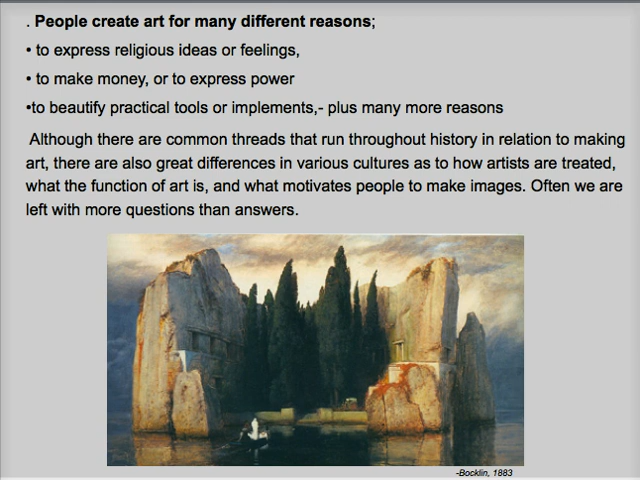 . People create art for many different reasons;
• to express religious ideas or feelings,
• to make money, or to express power
•to beautify practical tools or implements,- plus many more reasons
Although there are common threads that run throughout history in relation to making
art, there are also great differences in various cultures as to how artists are treated,
what the function of art is, and what motivates people to make images. Often we are
left with more questions than answers.
-Bocklin, 1883